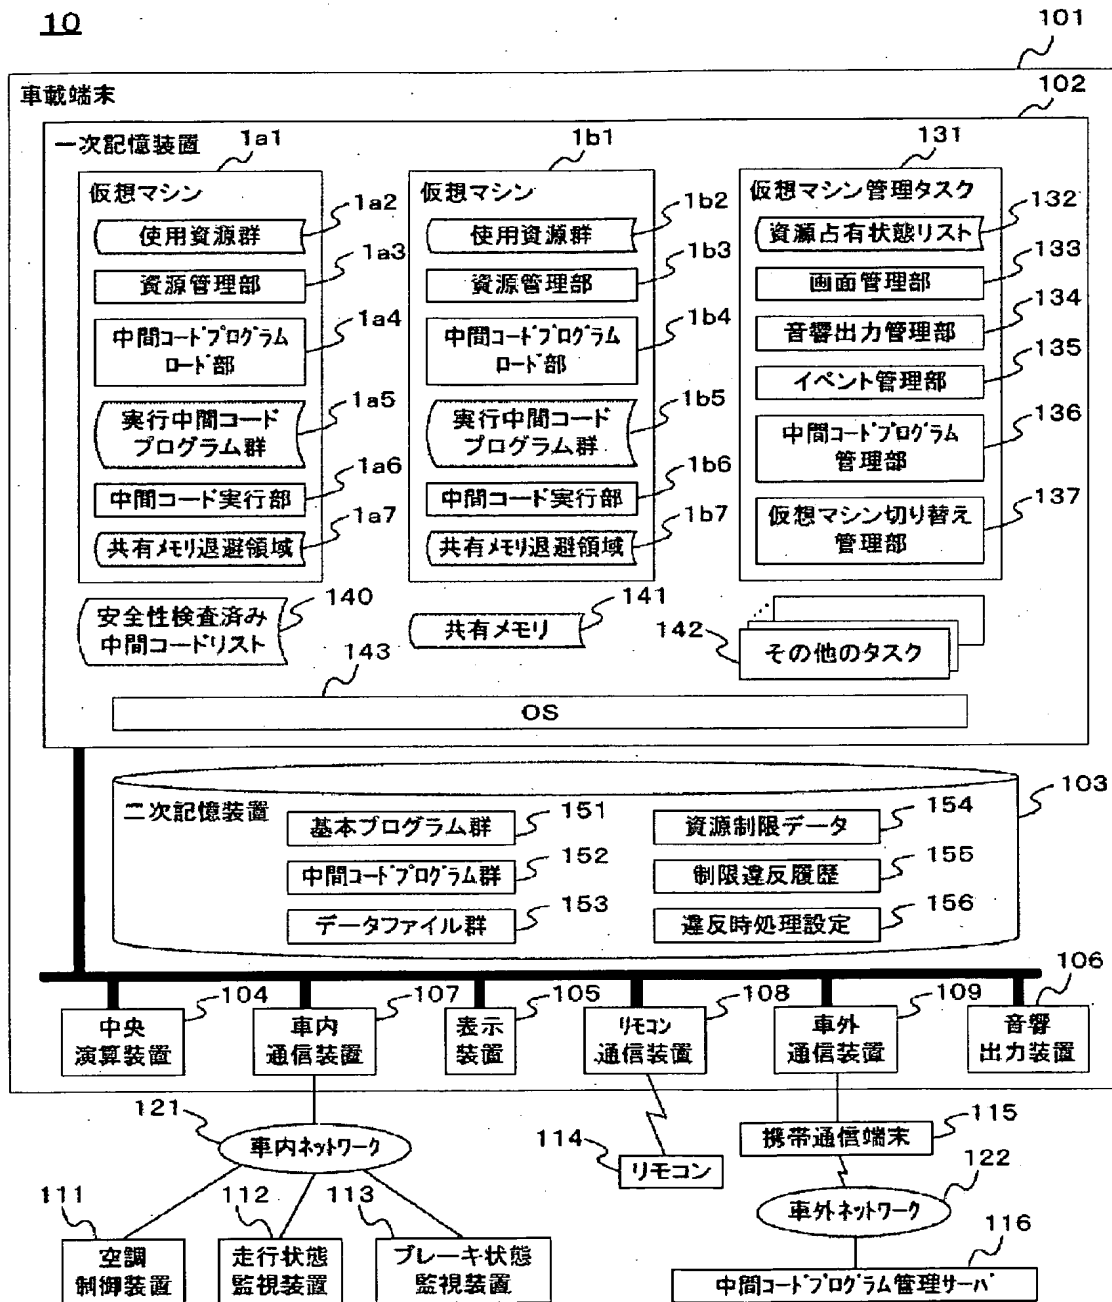 10
101
車載端末
102
一次記憶装置
1a1
仮想マシン
使用資源群
1a2
資源管理部
1a3
中間コードプログラム
ロード部
1a4
実行中間コード
プログラム群
1a5
中間コード実行部
1a6
共有メモリ退避領域
1a7
1b1
仮想マシン
使用資源群
1b2
資源管理部
1b3
中間コードプログラム
ロード部
1b4
実行中間コード
プログラム群
1b5
中間コード実行部
1b6
共有メモリ退避領域
1b7
131
仮想マシン管理タスク
資源占有状態リスト
132
画面管理部
133
音響出力管理部
134
イベント管理部
135
中間コードプログラム
管理部
136
仮想マシン切り替え
管理部
137
安全性検査済み
中間コードリスト
140
共有メモリ
141
142
その他のタスク
143
OS
103
二次記憶装置
基本プログラム群
151
中間コードプログラム群
152
データファイル群
153
資源制限データ
154
制限違反履歴
155
違反時処理設定
156
104
中央
演算装置
107
車内
通信装置
105
表示
装置
108
リモコン
通信装置
109
車外
通信装置
106
音響
出力装置
121
車内ネットワーク
114
リモコン
115
携帯通信端末
122
車外ネットワーク
111
空調
制御装置
112
走行状態
監視装置
113
ブレーキ状態
監視装置
116
中間コードプログラム管理サーバ